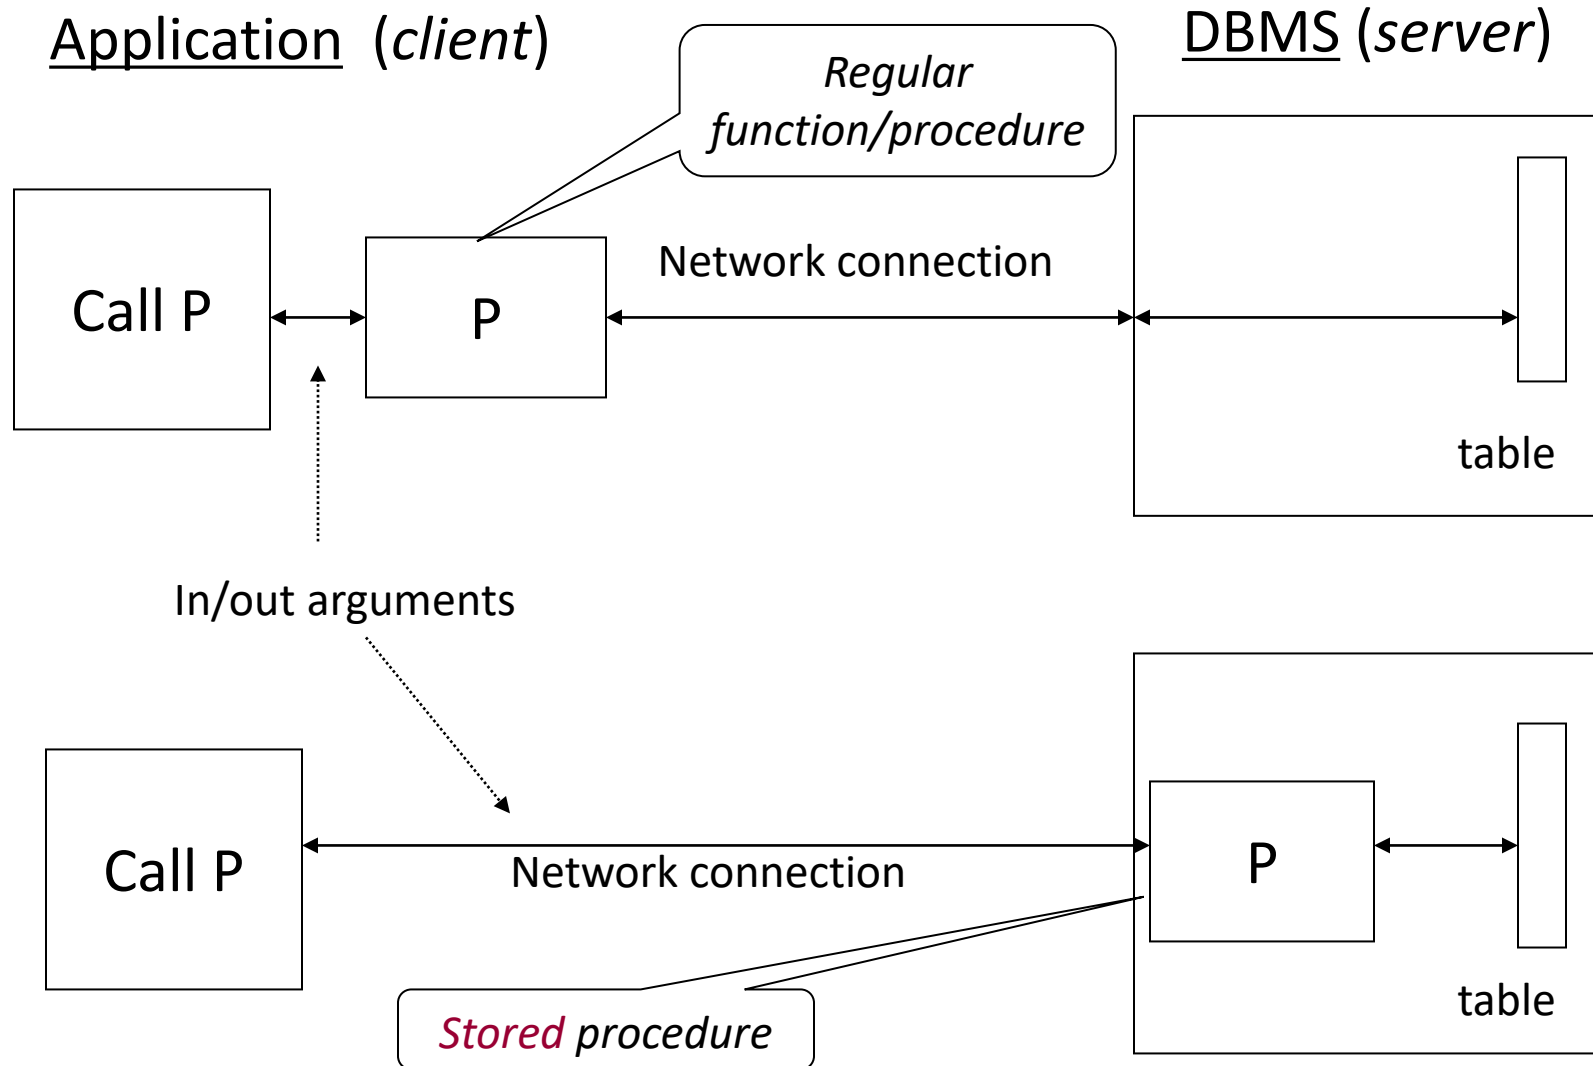 Application (client)
DBMS (server)
Regular
function/procedure
Call P
P
Network connection
table
In/out arguments
Call P
Network connection
P
table
Stored procedure